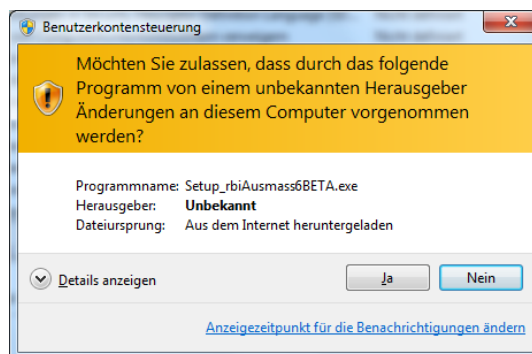 Benutzerkontensteuerung
Möchten Sie zulassen, dass durch das folgende
Programm von einem unbekannten Herausgeber
Änderungen an diesem Computer vorgenommen
werden?
Programmname: Setup_rbiAusmass6BETA.exe
Herausgeber: Unbekannt
Dateiursprung: Aus dem Internet heruntergeladen
Details anzeigen
Ja
Nein
Anzeigezeitpunkt für die Benachrichtigungen ändern